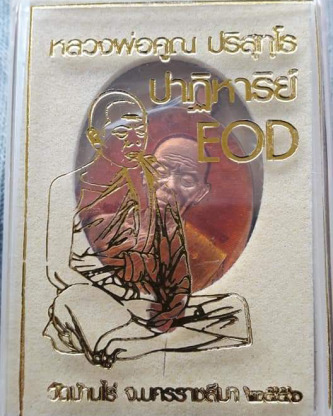 หลวงพ่อคูณ ปริสุทฺโธ
ปาฏิหาริย์
EOD
วัดบ้านไร่ จ.นครราชสีมา ๒๕๕๖